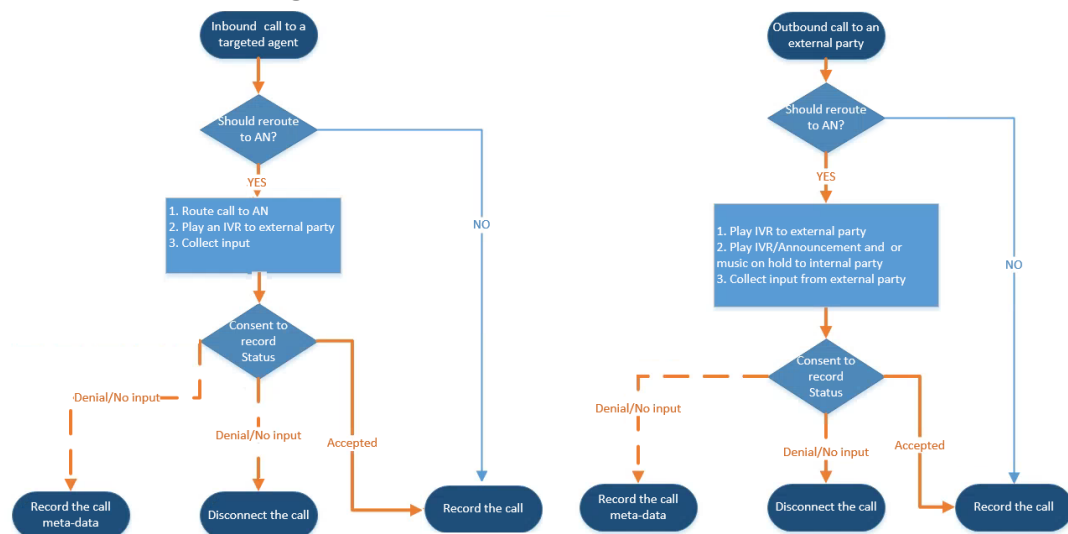 Inbound call to a
targeted agent
Should reroute
to AN?
YES
NO
1. Route call to AN
2. Play an IVR to external party
3. Collect input
Consent to
record
Status
Denial/No input
Denial/No input
Accepted
Record the call
meta-data
Disconnect the call
Record the call
Outbound call to an
external party
Should reroute
to AN?
YES
NO
1. Play IVR to external party
2. Play IVR/Announcement and or
music on hold to internal party
3. Collect input from external party
Consent to
record
Status
Denial/No input
Denial/No input
Accepted
Record the call
meta-data
Disconnect the call
Record the call